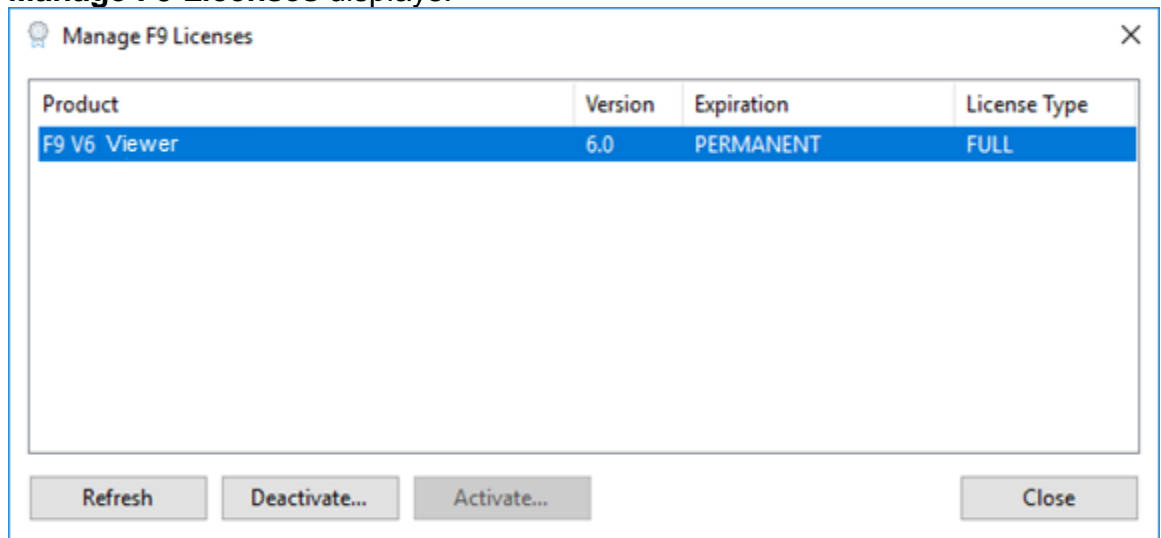 Manage F9 Licenses
Product Version Expiration License Type
F9 V6 Viewer 6.0 PERMANENT FULL
Refresh Deactivate... Activate... Close